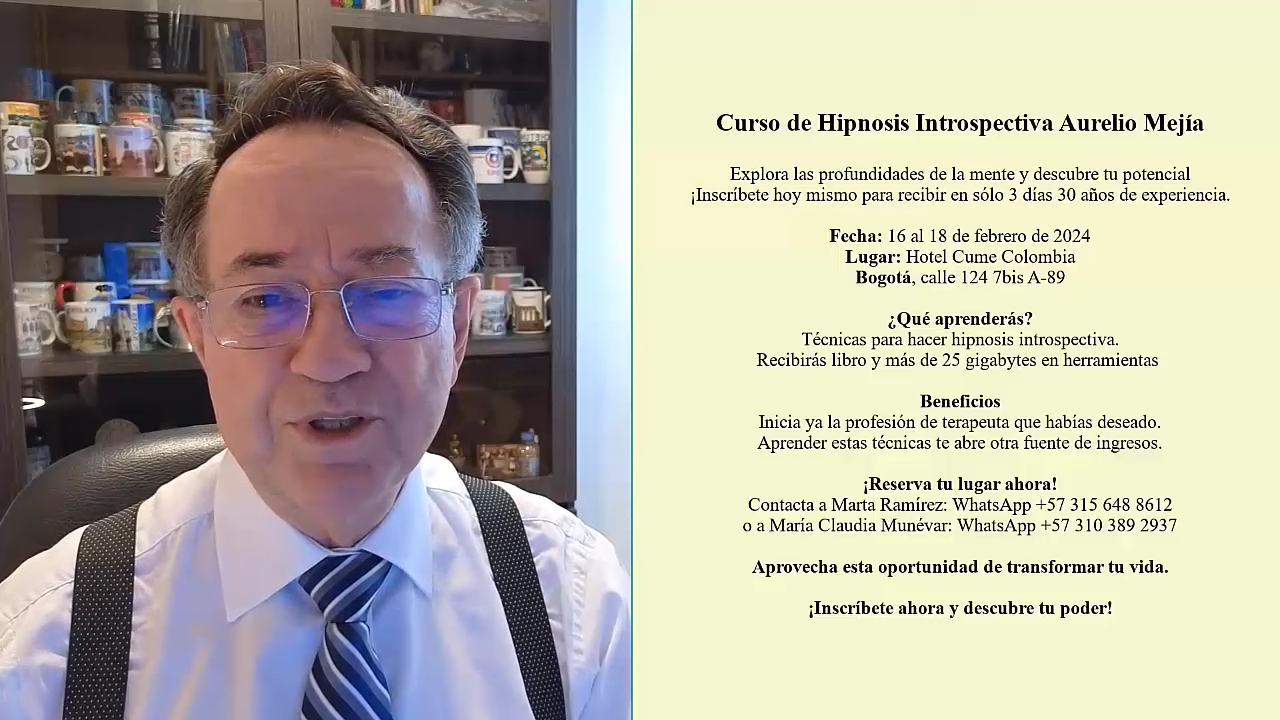 Curso de Hipnosis Introspectiva Aurelio Mejía
Explora las profundidades de la mente y descubre tu potencial
¡Inscríbete hoy mismo para recibir en sólo 3 días 30 años de experiencia.
Fecha: 16 al 18 de febrero de 2024
Lugar: Hotel Cume Colombia
Bogotá, calle 124 7bis A-89
¿Qué aprenderás?
Técnicas para hacer hipnosis introspectiva.
Recibirás libro y más de 25 gigabytes en herramientas
Beneficios
Inicia ya la profesión de terapeuta que habías deseado.
Aprender estas técnicas te abre otra fuente de ingresos.
¡Reserva tu lugar ahora!
Contacta a Marta Ramírez: WhatsApp +57 315 648 8612
o a María Claudia Munévar: WhatsApp +57 310 389 2937
Aprovecha esta oportunidad de transformar tu vida.
¡Inscríbete ahora y descubre tu poder!